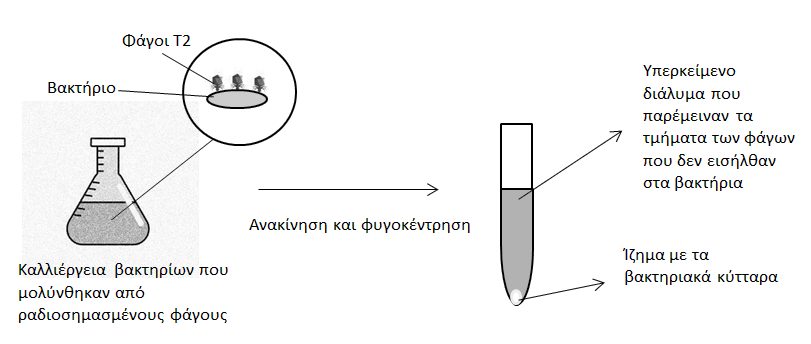 Φάγοι Τ2
Βακτήριο
Καλλιέργεια βακτηρίων που
μολύνθηκαν από
ραδιοσημασμένους φάγους
Ανακίνηση και φυγοκέντρηση
Υπερκείμενο
διάλυμα που
παρέμειναν τα
τμήματα των φάγων
που δεν εισήλθαν
στα βακτήρια
Ίζημα με τα
βακτηριακά κύτταρα